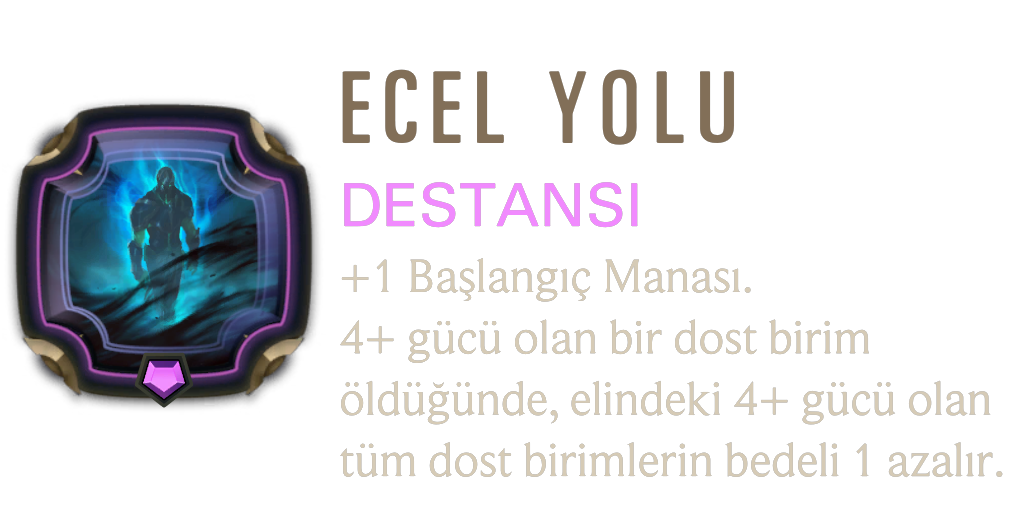 ECEL YOLU
DESTANSI
+1 Başlangıç Manası.
4+ gücü olan bir dost birim
öldüğünde, elindeki 4+ gücü olan
tüm dost birimlerin bedeli 1 azalır.